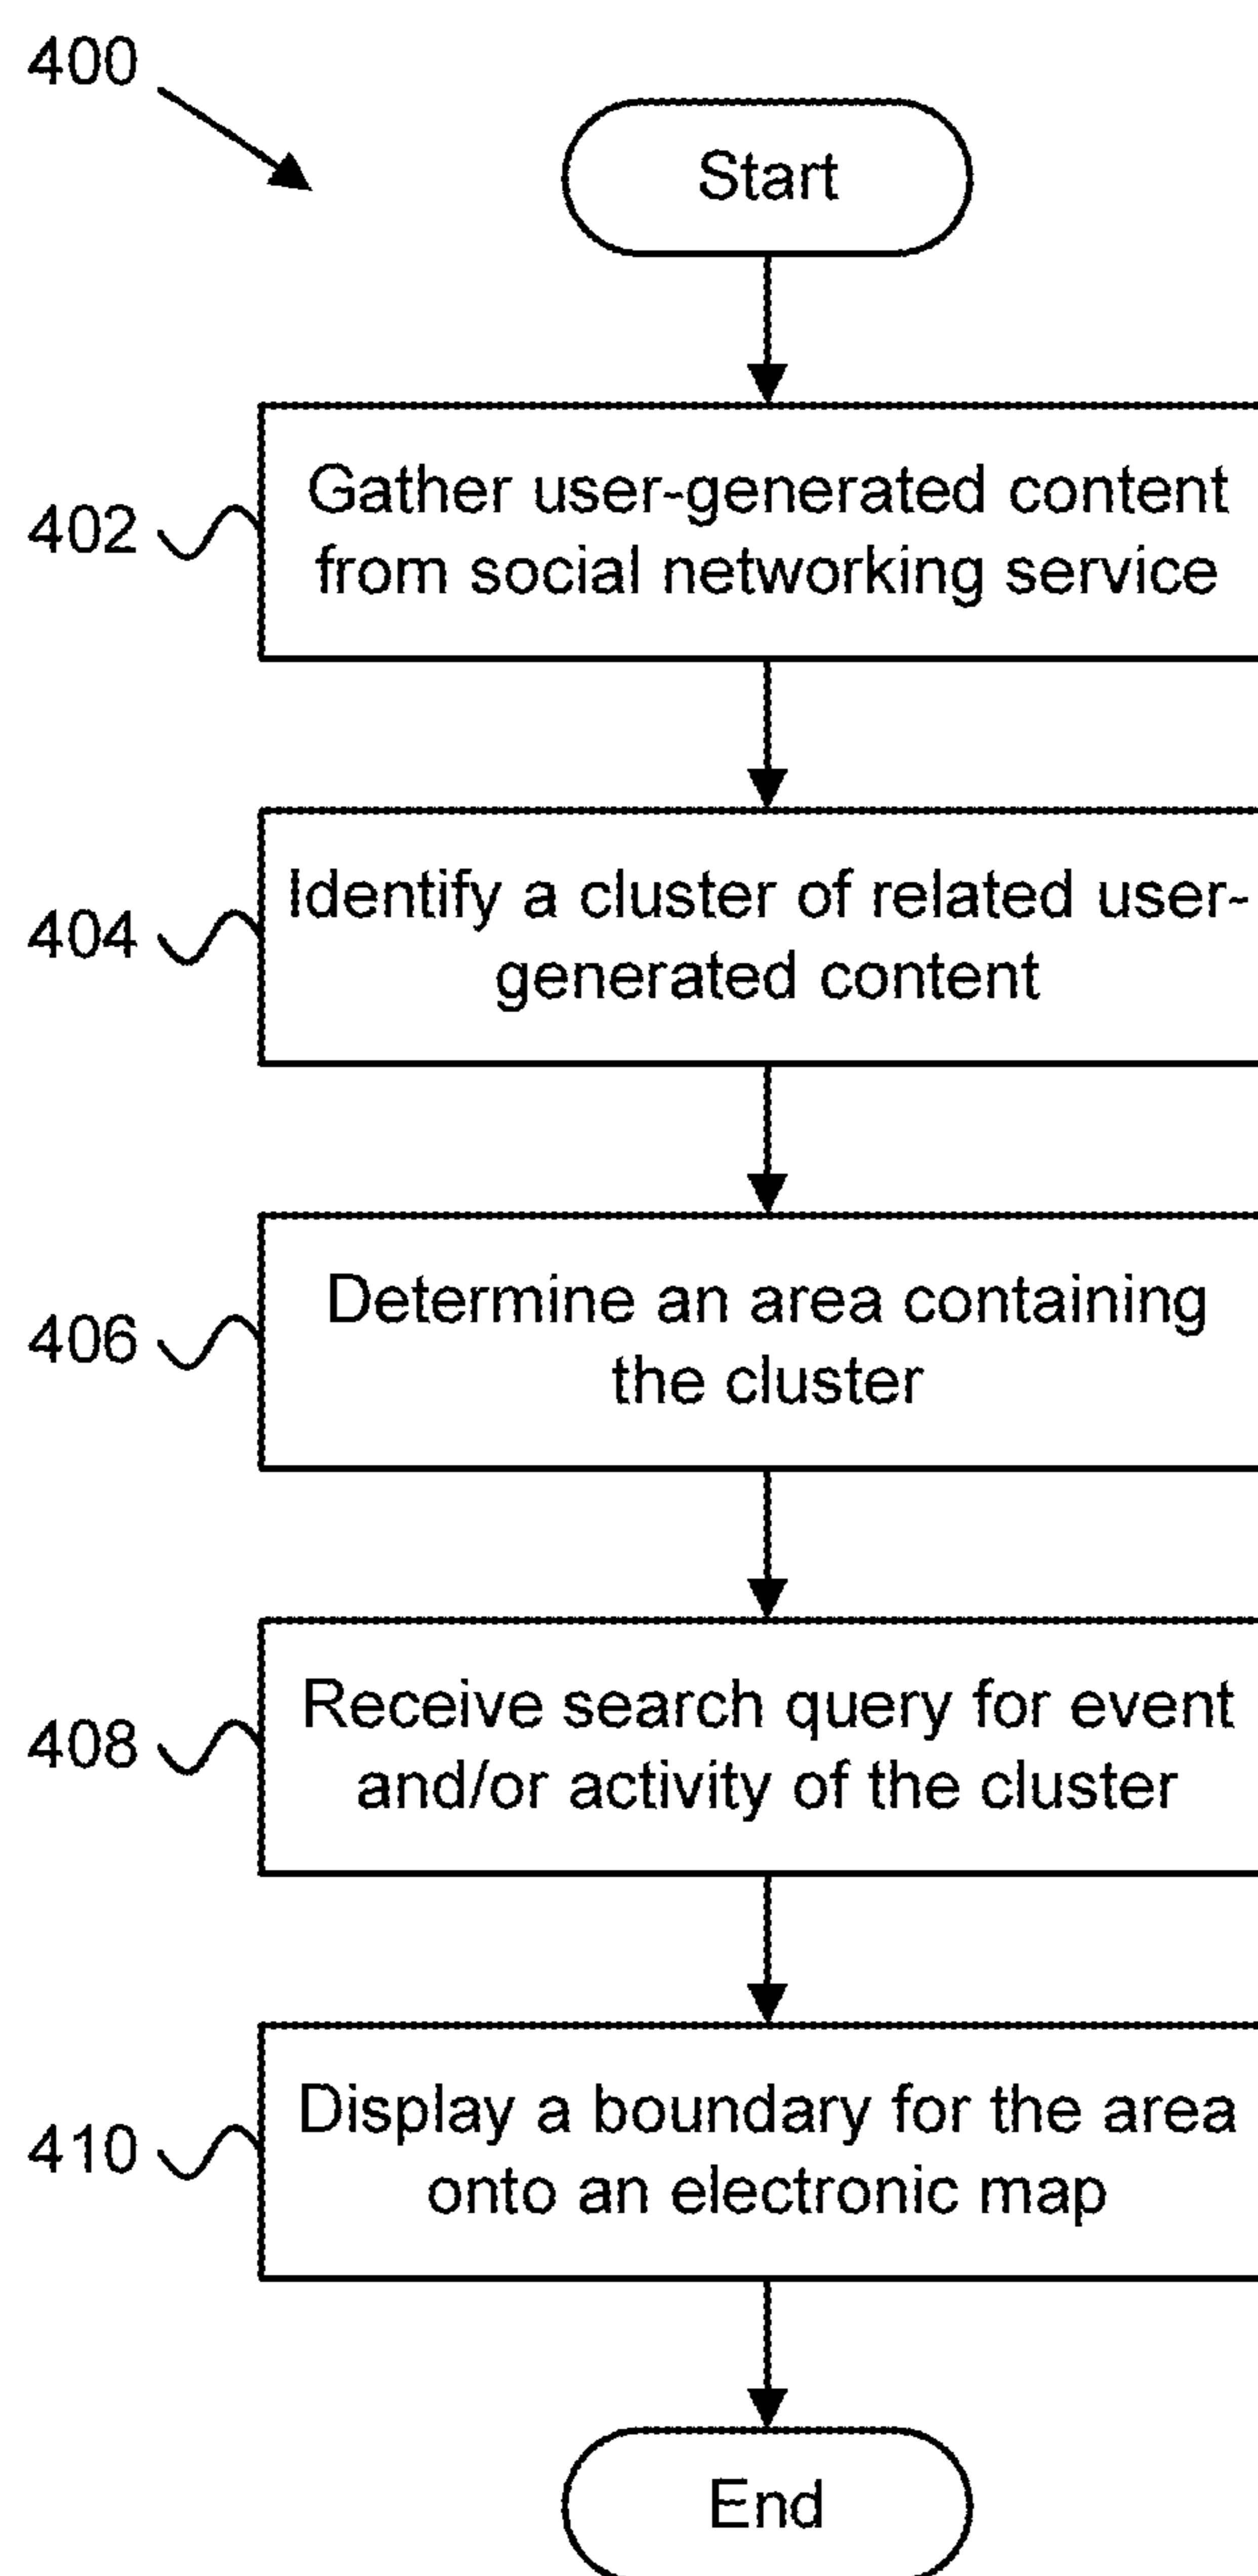 400
Start
402
Gather user-generated content
from social networking service
404
Identify a cluster of related user-
generated content
406
Determine an area containing
the cluster
408
Receive search query for event
and/or activity of the cluster
410
Display a boundary for the area
onto an electronic map
End